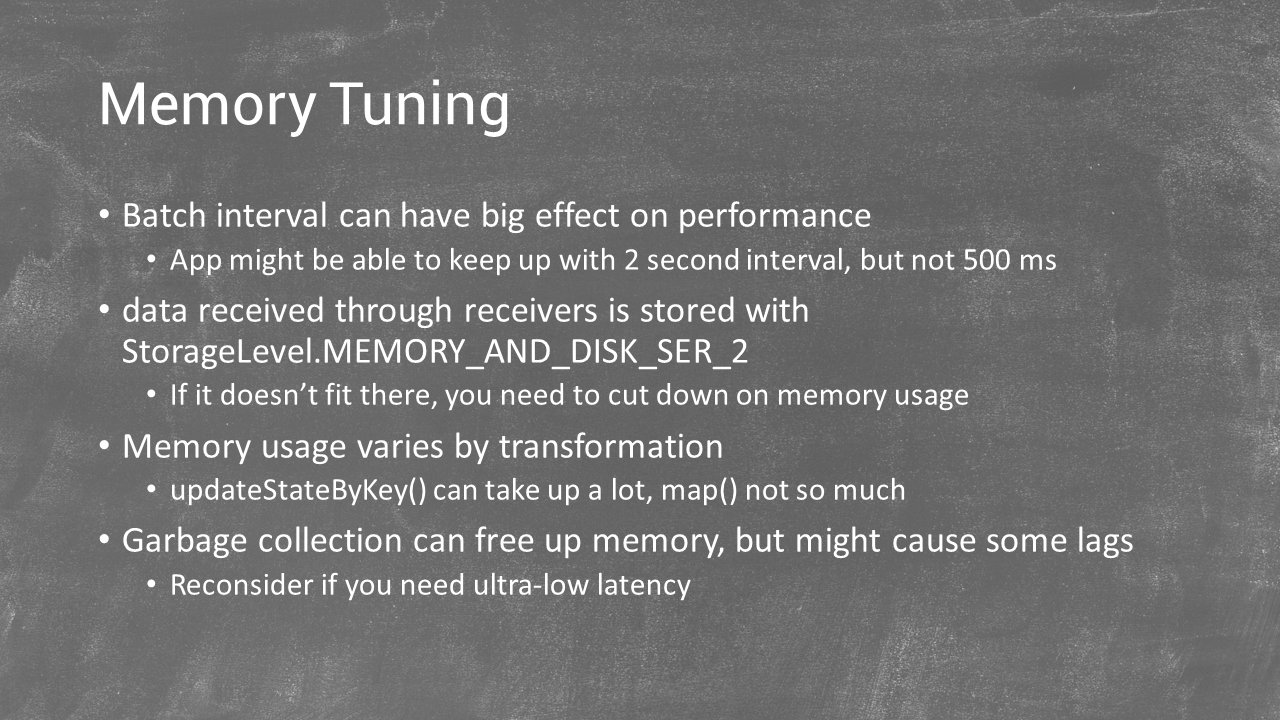 Memory Tuning
• Batch interval can have big effect on performance
• App might be able to keep up with 2 second interval, but not 500 ms
• data received through receivers is stored with
StorageLevel.MEMORY_AND_DISK_SER_2
• If it doesn’t fit there, you need to cut down on memory usage
• Memory usage varies by transformation
• updateStateByKey() can take up a lot, map() not so much
• Garbage collection can free up memory, but might cause some lags
• Reconsider if you need ultra-low latency